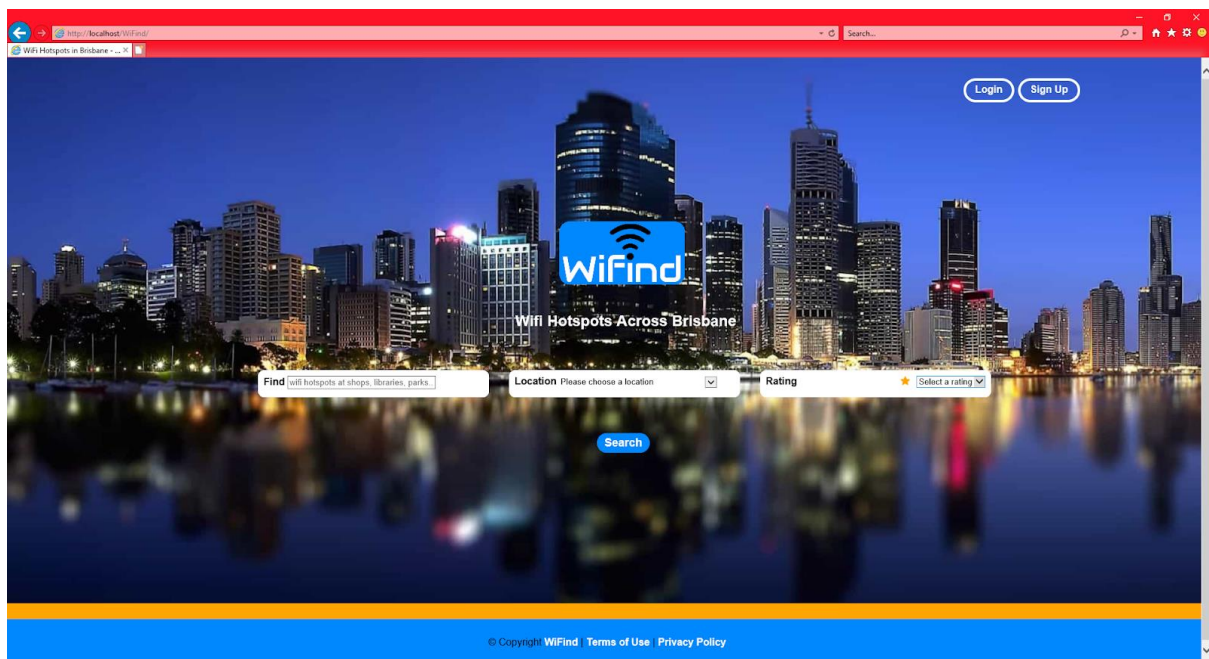 http://localhost/WiFind/
Search...
WiFi Hotspots in Brisbane - ...
Login
Sign Up
WiFind
Wifi Hotspots Across Brisbane
Find wifi hotspots at shops, libraries, parks..
Location Please choose a location
Rating Select a rating
Search
© Copyright WiFind | Terms of Use | Privacy Policy